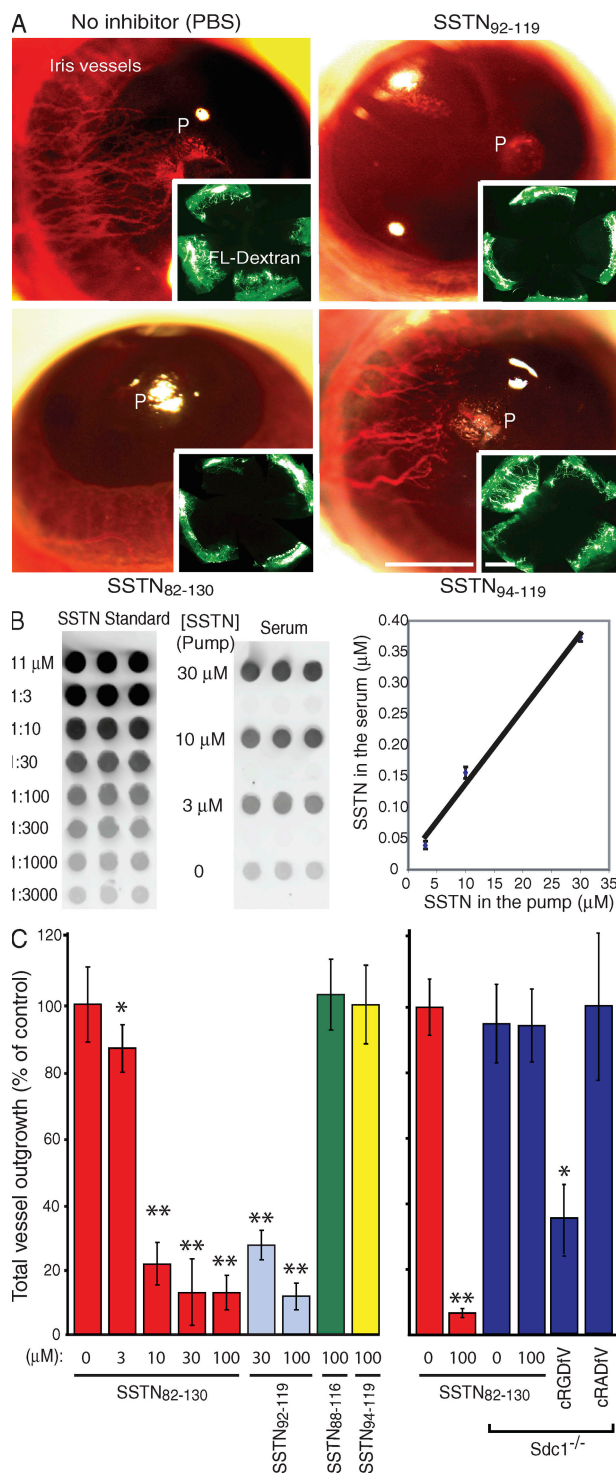 A
No inhibitor (PBS)
SSTN92-119
Iris vessels
P
P
FL-Dextran
P
P
SSTN82-130
SSTN94-119
B
SSTN Standard
[SSTN]
(Pump)
Serum
11 μM
1:3
1:10
1:30
1:100
1:300
1:1000
1:3000
30 μM
10 μM
3 μM
0
SSTN in the serum (μM)
0.40
0.35
0.30
0.25
0.20
0.15
0.10
0.05
0
0 5 10 15 20 25 30 35
SSTN in the pump (μM)
C
Total vessel outgrowth (% of control)
120
100
80
60
40
20
0
*
**
**
**
**
**
**
*
(μM): 0 3 10 30 100 30 100 100 100
SSTN82-130
SSTN92-119
SSTN88-116
SSTN94-119
0 100 0 100 cRGDfV cRADfV
SSTN82-130
Sdc1-/-